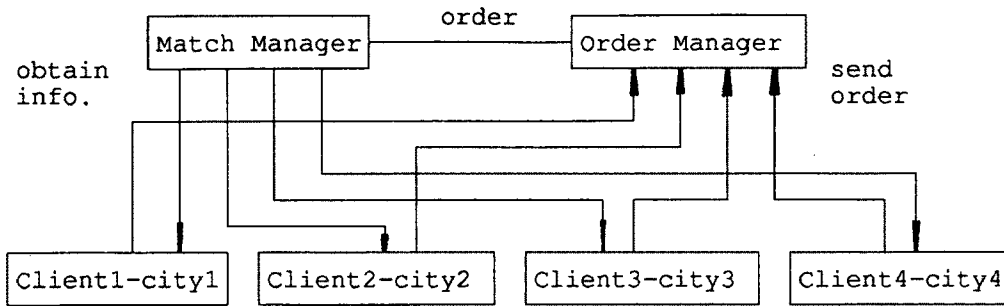 order
Match Manager
Order Manager
obtain
info.
send
order
Client1-city1
Client2-city2
Client3-city3
Client4-city4